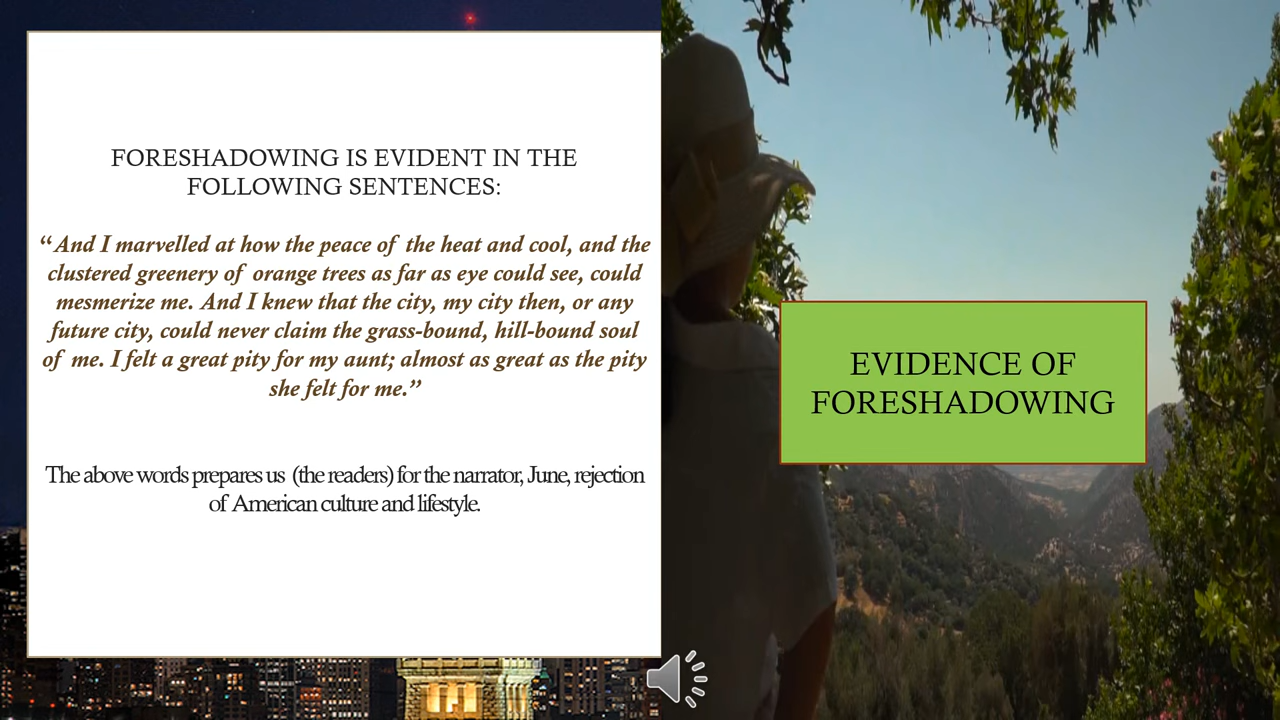 FORESHADOWING IS EVIDENT IN THE
FOLLOWING SENTENCES:
“And I marvelled at how the peace of the heat and cool, and the
clustered greenery of orange trees as far as eye could see, could
mesmerize me. And I knew that the city, my city then, or any
future city, could never claim the grass-bound, hill-bound soul
of me. I felt a great pity for my aunt; almost as great as the pity
she felt for me.”
The above words prepares us (the readers) for the narrator, June, rejection
of American culture and lifestyle.
EVIDENCE OF
FORESHADOWING